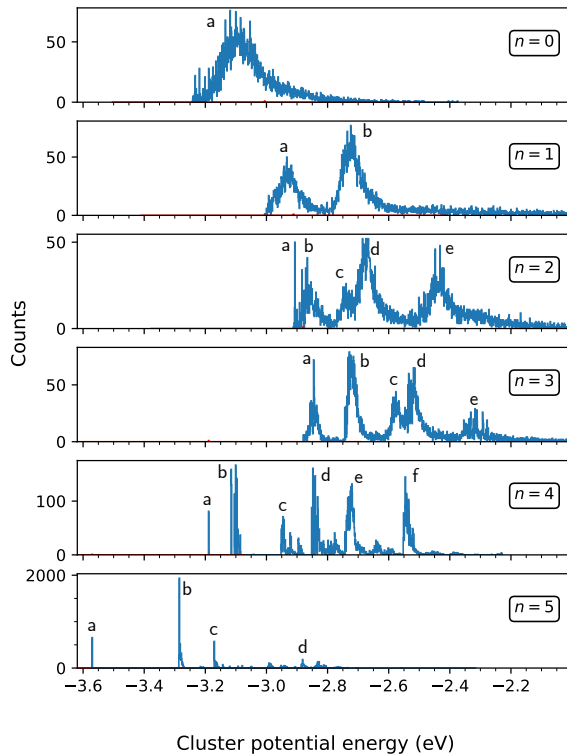 a
n = 0
50
0
a
b
n = 1
50
0
a
b
c
d
e
n = 2
50
0
a
b
c
d
e
n = 3
50
0
a
b
c
d
e
f
n = 4
100
0
a
b
c
d
n = 5
2000
0
Counts
−3.6 −3.4 −3.2 −3.0 −2.8 −2.6 −2.4 −2.2
Cluster potential energy (eV)